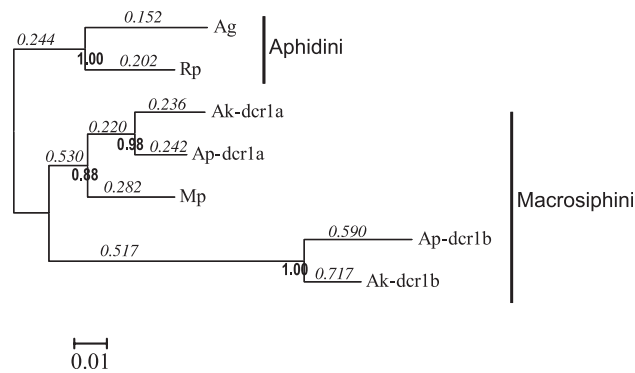 0.152
Ag
0.244
1.00
Aphidini
0.202
Rp
0.236
Ak-dcr1a
0.220
0.98
0.242
Ap-dcr1a
0.530
0.88
0.282
Mp
Macrosiphini
0.590
Ap-dcr1b
0.517
1.00
0.717
Ak-dcr1b
0.01